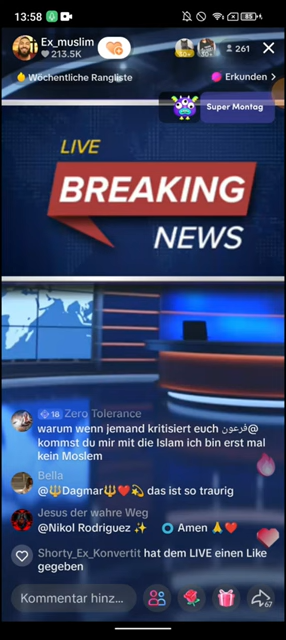 13:58
85
Ex_muslim
213.5K
50+
50+
261
Wöchentliche Rangliste
Erkunden >
Super Montag
LIVE
BREAKING
NEWS
18 Zero Tolerance
warum wenn jemand kritisiert euch @فرعون
kommst du mir mit die Islam ich bin erst mal
kein Moslem
Bella
@🔱Dagmar🔱❤️💫 das ist so traurig
Jesus der wahre Weg
@Nikol Rodriguez ✨ Amen 🙏❤️
Shorty_Ex_Konvertit hat dem LIVE einen Like
gegeben
Kommentar hinz...
67